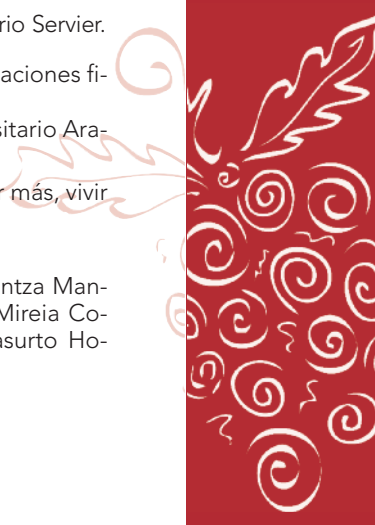 rio Servier.
aciones fi-
sitario Ara-
r más, vivir
ntza Man-
Mireia Co-
asurto Ho-